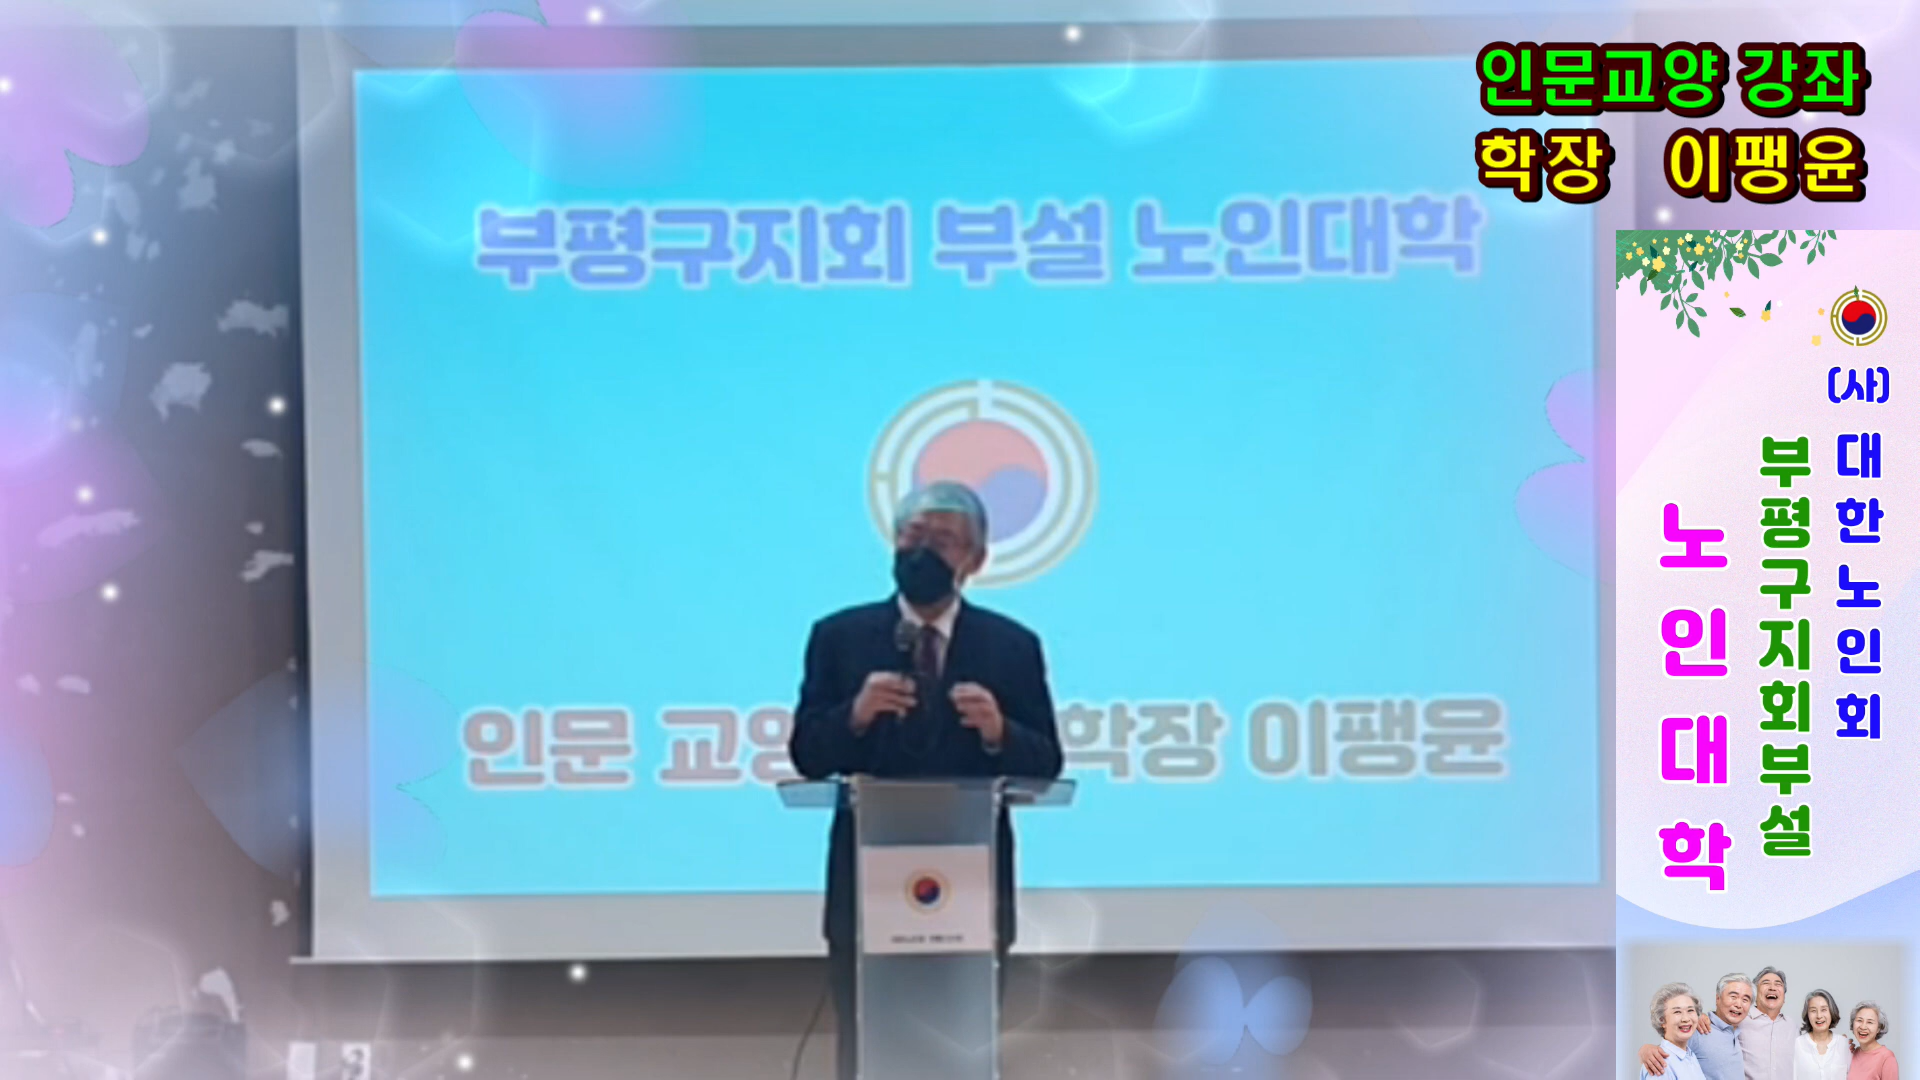 인문교양 강좌
학장 이팽윤
부평구지회 부설 노인대학
인문 교양
학장 이팽윤
(사) 대한노인회
부평구지회부설
노인대학